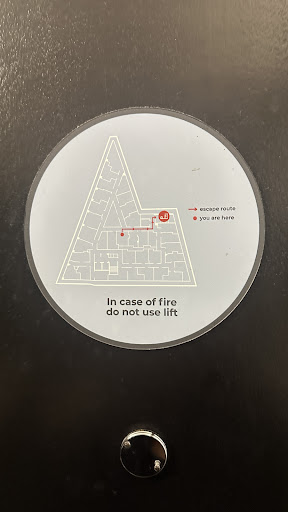 escape route
you are here
In case of fire
do not use lift